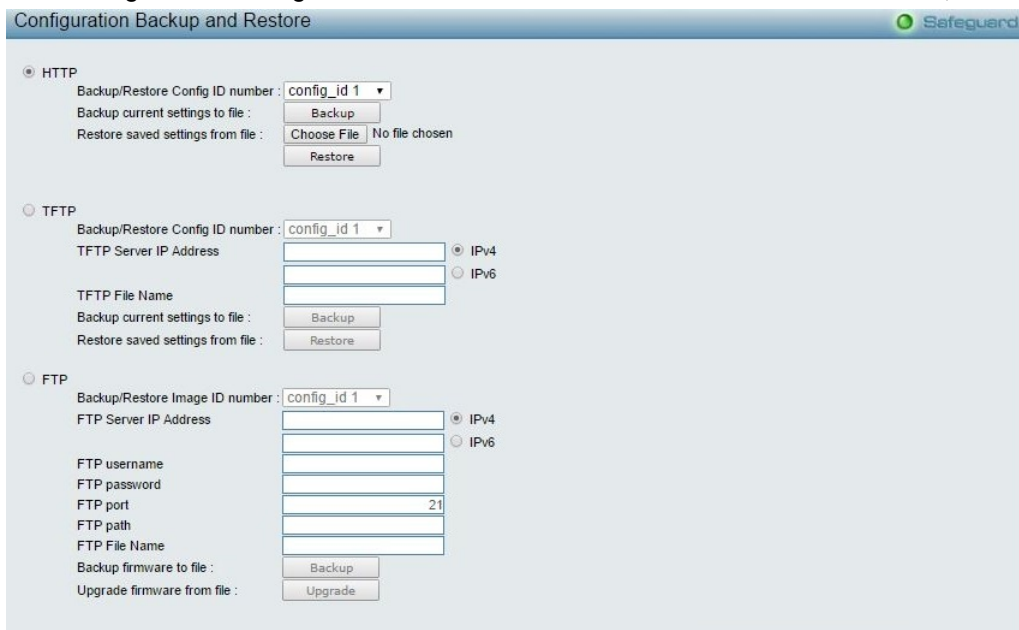 Configuration Backup and Restore
Safeguard
HTTP
Backup/Restore Config ID number : config_id 1
Backup current settings to file : Backup
Restore saved settings from file : Choose File No file chosen
Restore
TFTP
Backup/Restore Config ID number : config_id 1
TFTP Server IP Address IPv4
IPv6
TFTP File Name
Backup current settings to file : Backup
Restore saved settings from file : Restore
FTP
Backup/Restore Image ID number : config_id 1
FTP Server IP Address IPv4
IPv6
FTP username
FTP password
FTP port 21
FTP path
FTP File Name
Backup firmware to file : Backup
Upgrade firmware from file : Upgrade